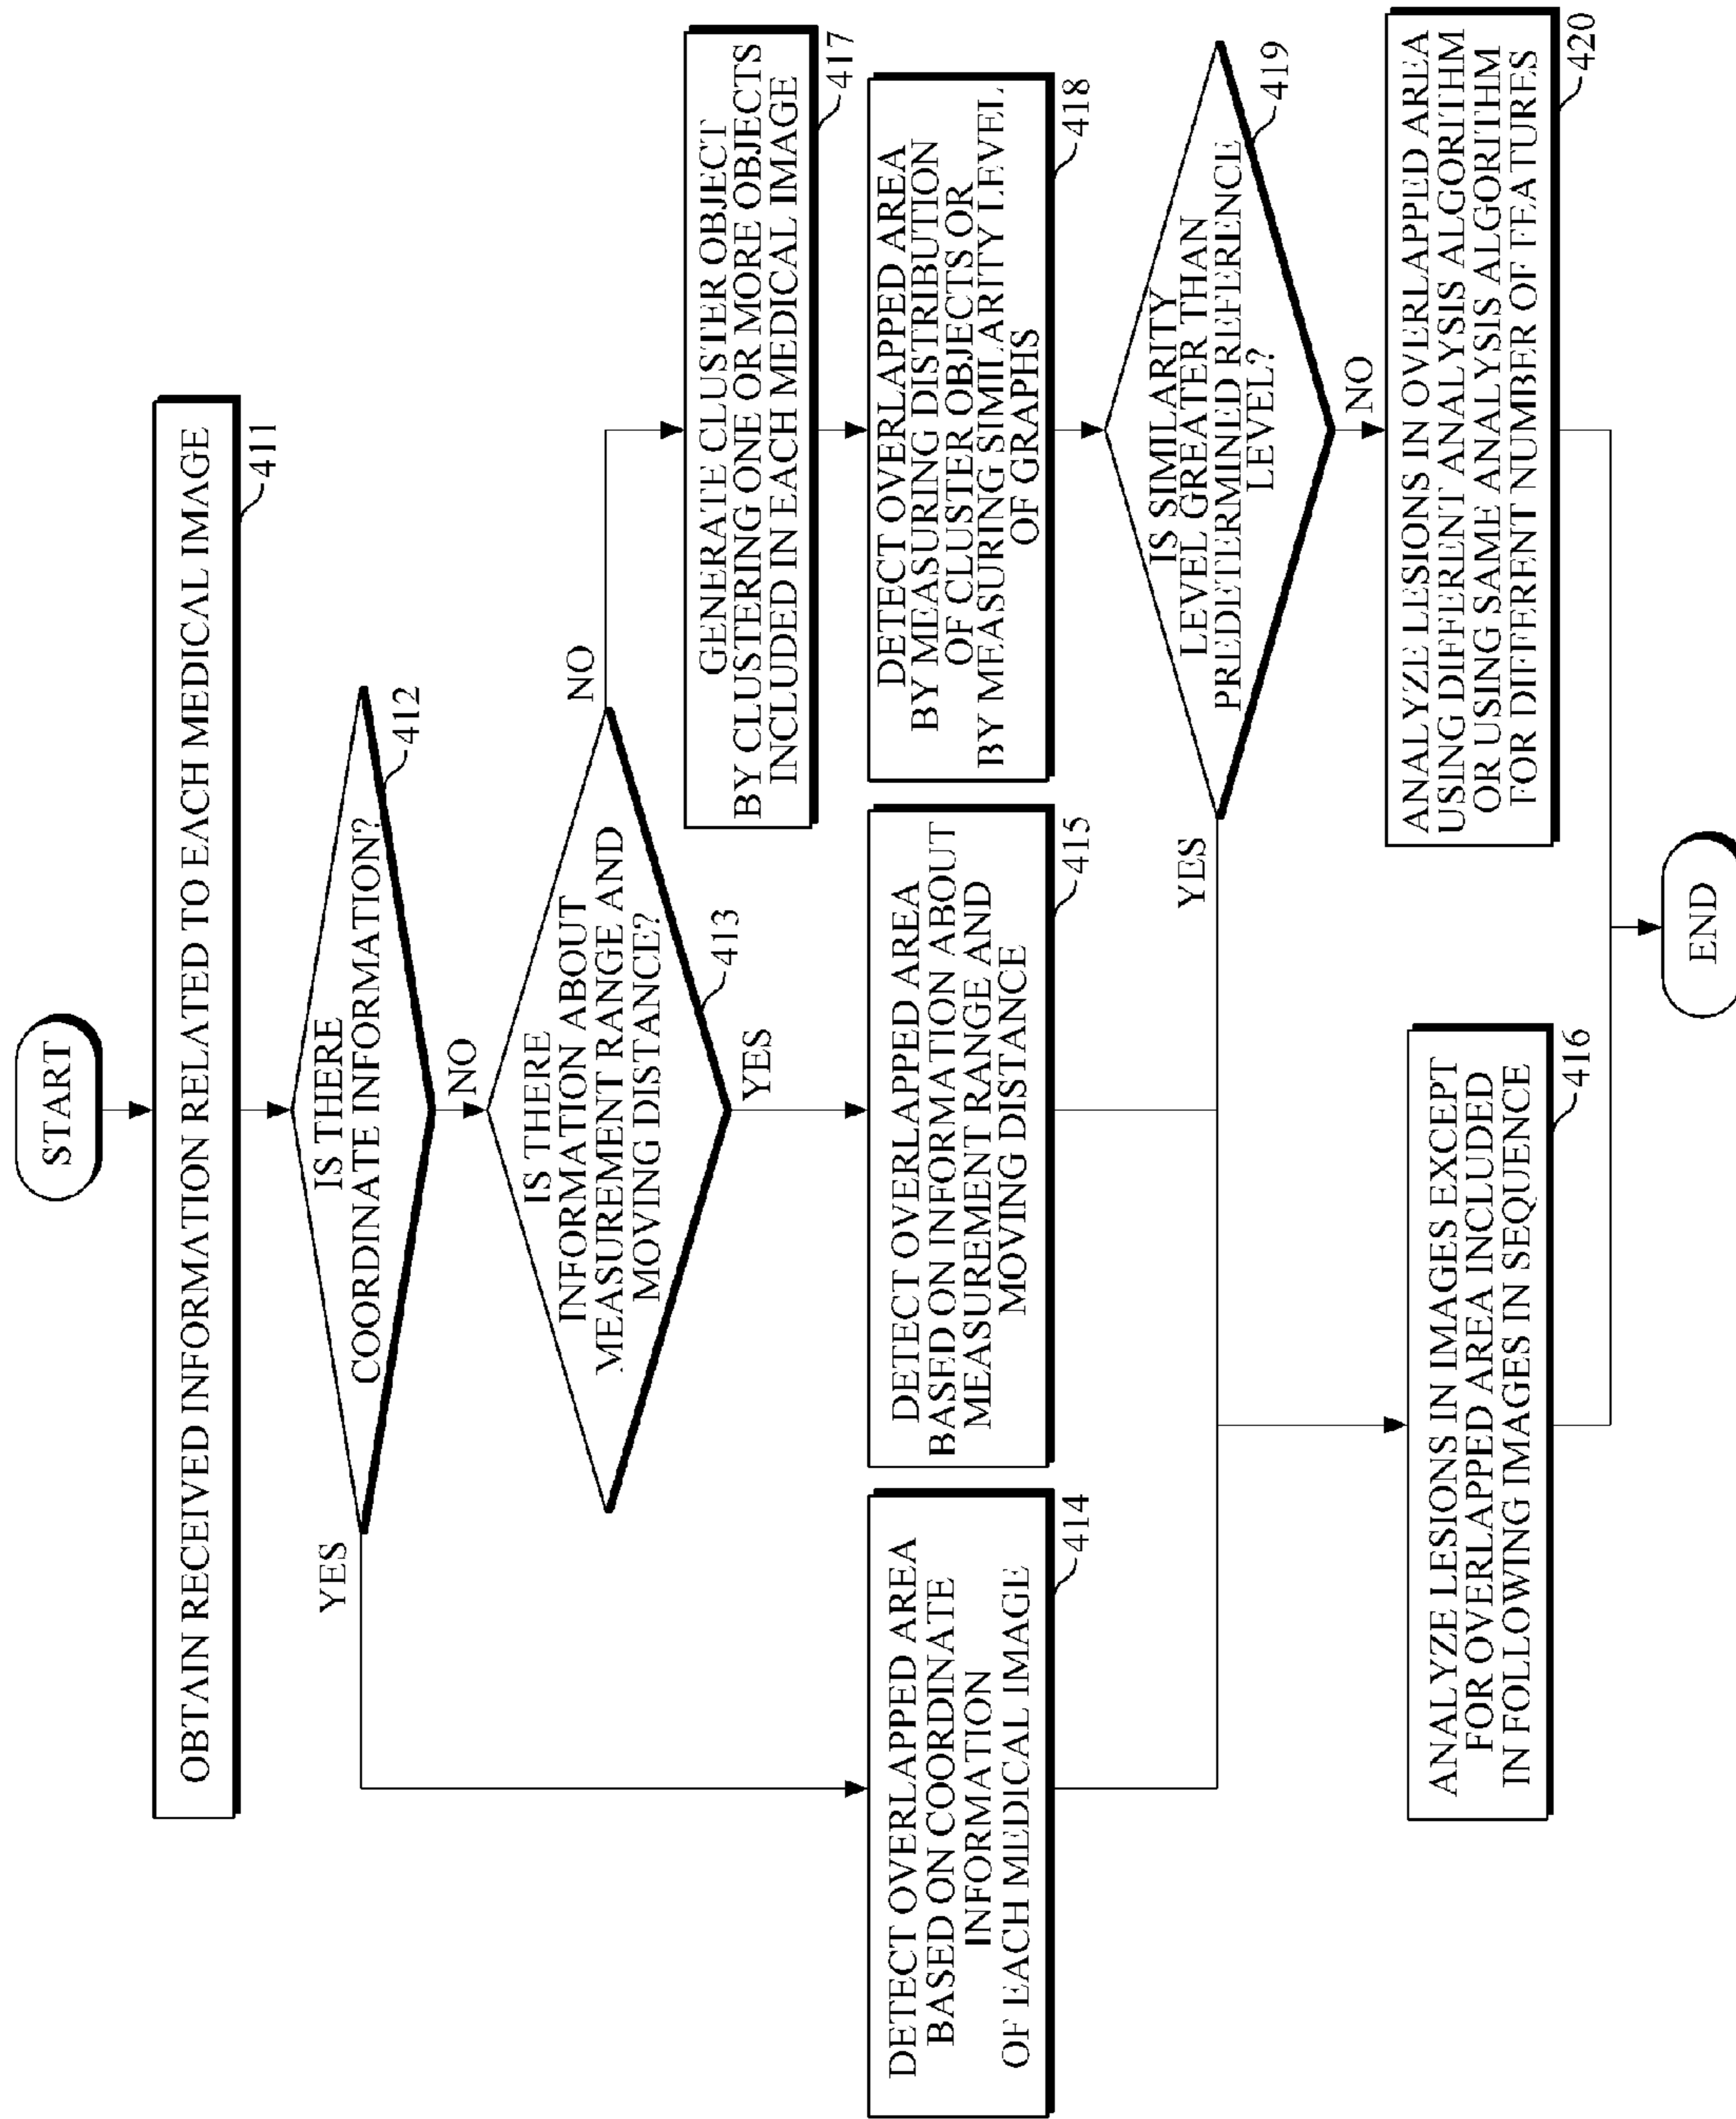 START
OBTAIN RECEIVED INFORMATION RELATED TO EACH MEDICAL IMAGE
411
IS THERE
COORDINATE INFORMATION?
412
YES
NO
IS THERE
INFORMATION ABOUT
MEASUREMENT RANGE AND
MOVING DISTANCE?
413
NO
YES
GENERATE CLUSTER OBJECT
BY CLUSTERING ONE OR MORE OBJECTS
INCLUDED IN EACH MEDICAL IMAGE
417
DETECT OVERLAPPED AREA
BASED ON COORDINATE
INFORMATION
OF EACH MEDICAL IMAGE
414
DETECT OVERLAPPED AREA
BASED ON INFORMATION ABOUT
MEASUREMENT RANGE AND
MOVING DISTANCE
415
DETECT OVERLAPPED AREA
BY MEASURING DISTRIBUTION
OF CLUSTER OBJECTS OR
BY MEASURING SIMILARITY LEVEL
OF GRAPHS
418
IS SIMILARITY
LEVEL GREATER THAN
PREDETERMINED REFERENCE
LEVEL?
419
YES
NO
ANALYZE LESIONS IN IMAGES EXCEPT
FOR OVERLAPPED AREA INCLUDED
IN FOLLOWING IMAGES IN SEQUENCE
416
ANALYZE LESIONS IN OVERLAPPED AREA
USING DIFFERENT ANALYSIS ALGORITHM
OR USING SAME ANALYSIS ALGORITHM
FOR DIFFERENT NUMBER OF FEATURES
420
END